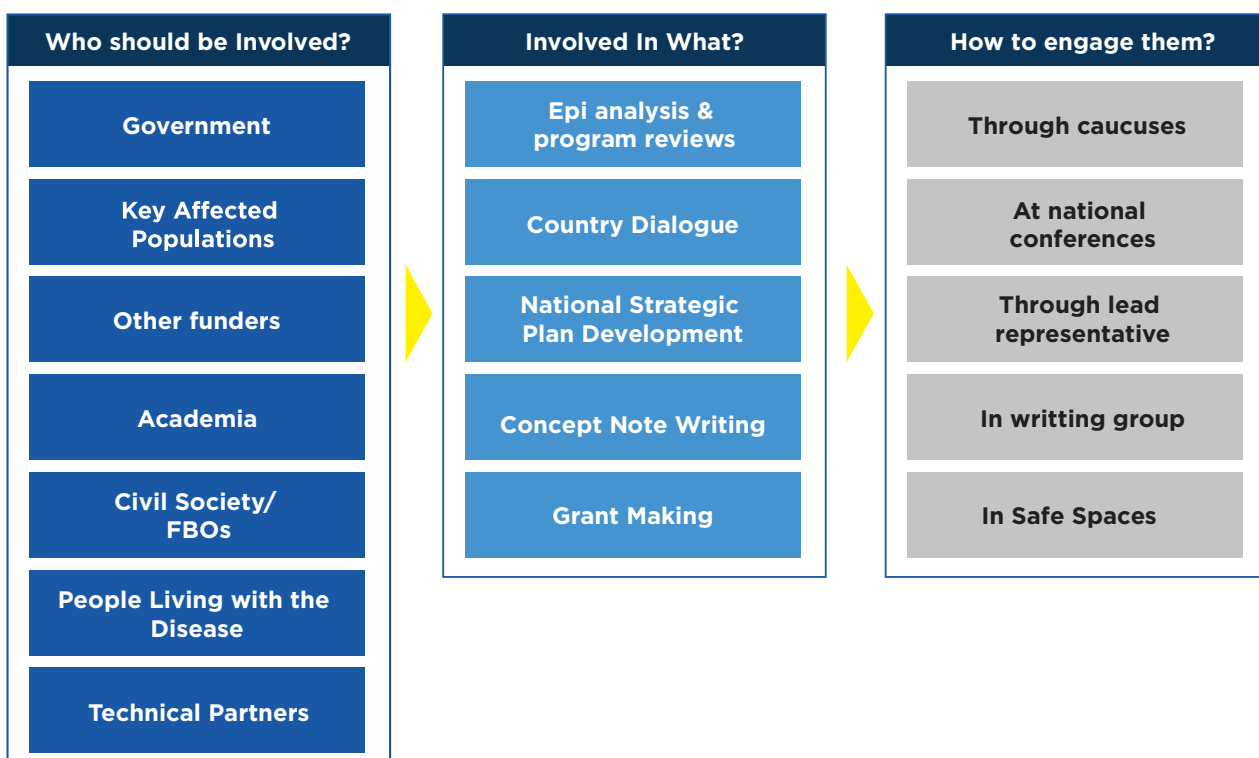 Who should be Involved?
Government
Key Affected
Populations
Other funders
Academia
Civil Society/
FBOs
People Living with the
Disease
Technical Partners
Involved In What?
Epi analysis &
program reviews
Country Dialogue
National Strategic
Plan Development
Concept Note Writing
Grant Making
How to engage them?
Through caucuses
At national
conferences
Through lead
representative
In writting group
In Safe Spaces